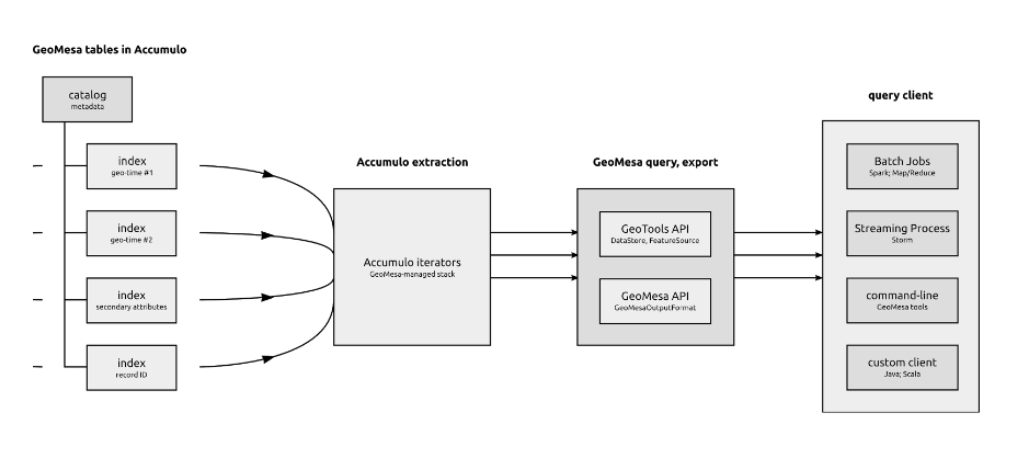 GeoMesa tables in Accumulo
catalog
metadata
index
geo-time #1
index
geo-time #2
index
secondary attributes
index
record ID
Accumulo extraction
Accumulo iterators
GeoMesa-managed stack
GeoMesa query, export
GeoTools API
DataStore, FeatureSource
GeoMesa API
GeoMesaOutputFormat
query client
Batch Jobs
Spark; Map/Reduce
Streaming Process
Storm
command-line
GeoMesa tools
custom client
Java; Scala